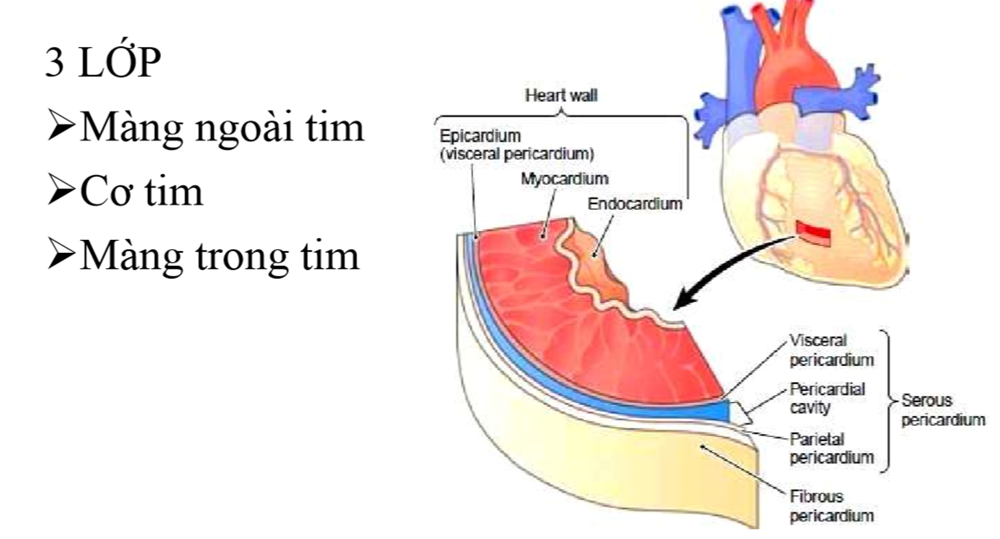 3 LỚP
➢Màng ngoài tim
➢Cơ tim
➢Màng trong tim
Heart wall
Epicardium
(visceral pericardium)
Myocardium
Endocardium
Visceral
pericardium
Pericardial
cavity
Parietal
pericardium
Serous
pericardium
Fibrous
pericardium